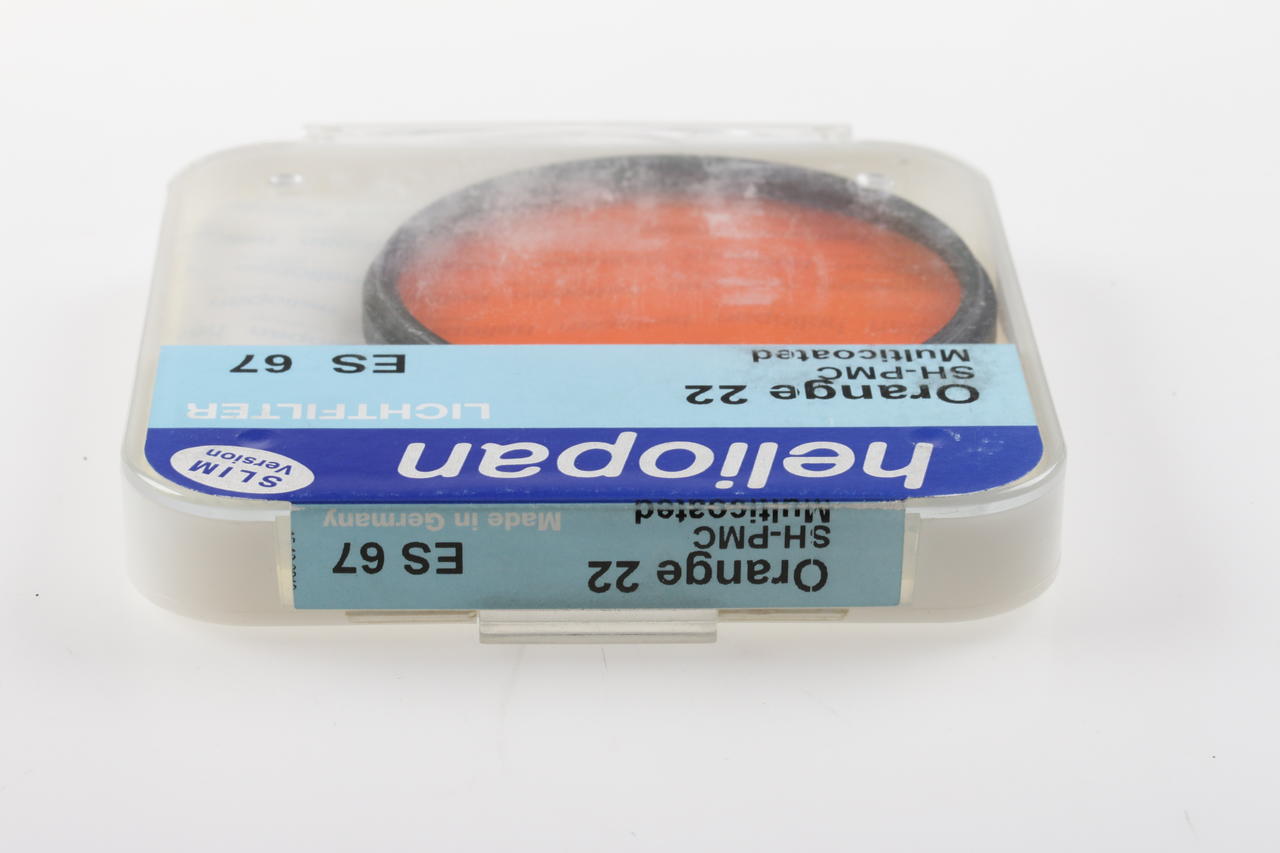 heliopan
SLIM
Version
LICHTFILTER
Orange 22
SH-PMC
Multicoated
ES 67
Orange 22
SH-PMC
Multicoated
ES 67
Made in Germany